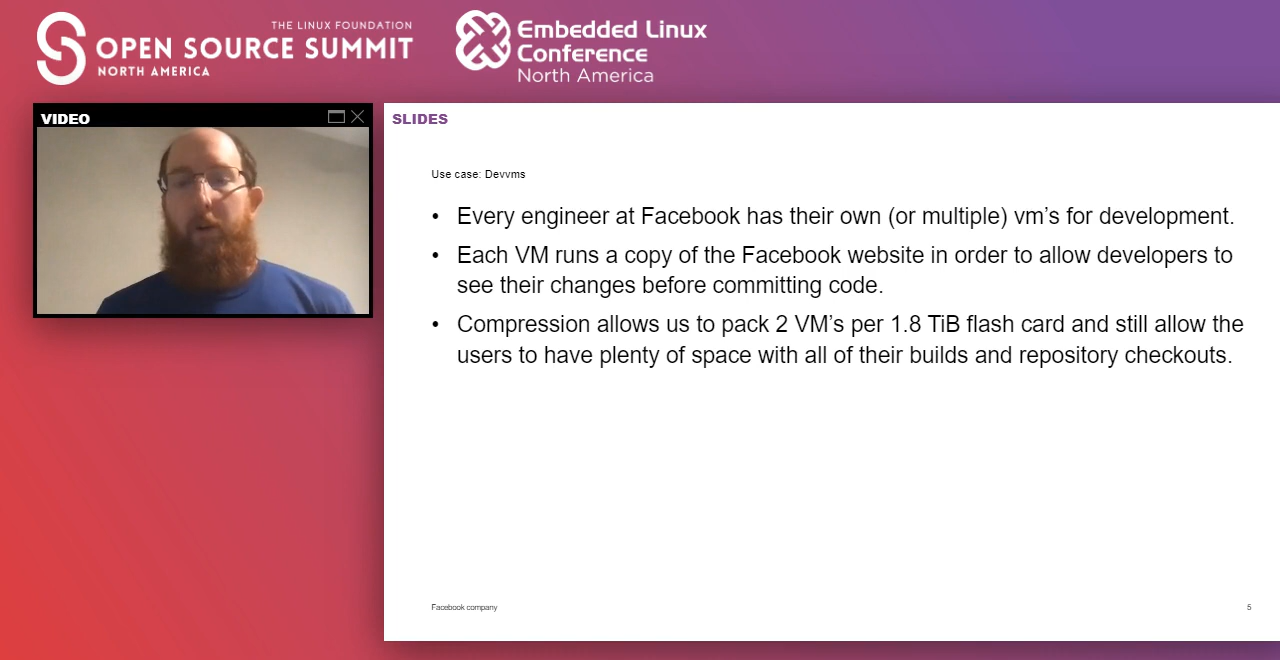 THE LINUX FOUNDATION
OPEN SOURCE SUMMIT
NORTH AMERICA
Embedded Linux
Conference
North America
VIDEO
SLIDES
Use case: Devvms
• Every engineer at Facebook has their own (or multiple) vm's for development.
• Each VM runs a copy of the Facebook website in order to allow developers to
see their changes before committing code.
• Compression allows us to pack 2 VM's per 1.8 TiB flash card and still allow the
users to have plenty of space with all of their builds and repository checkouts.
Facebook company
5